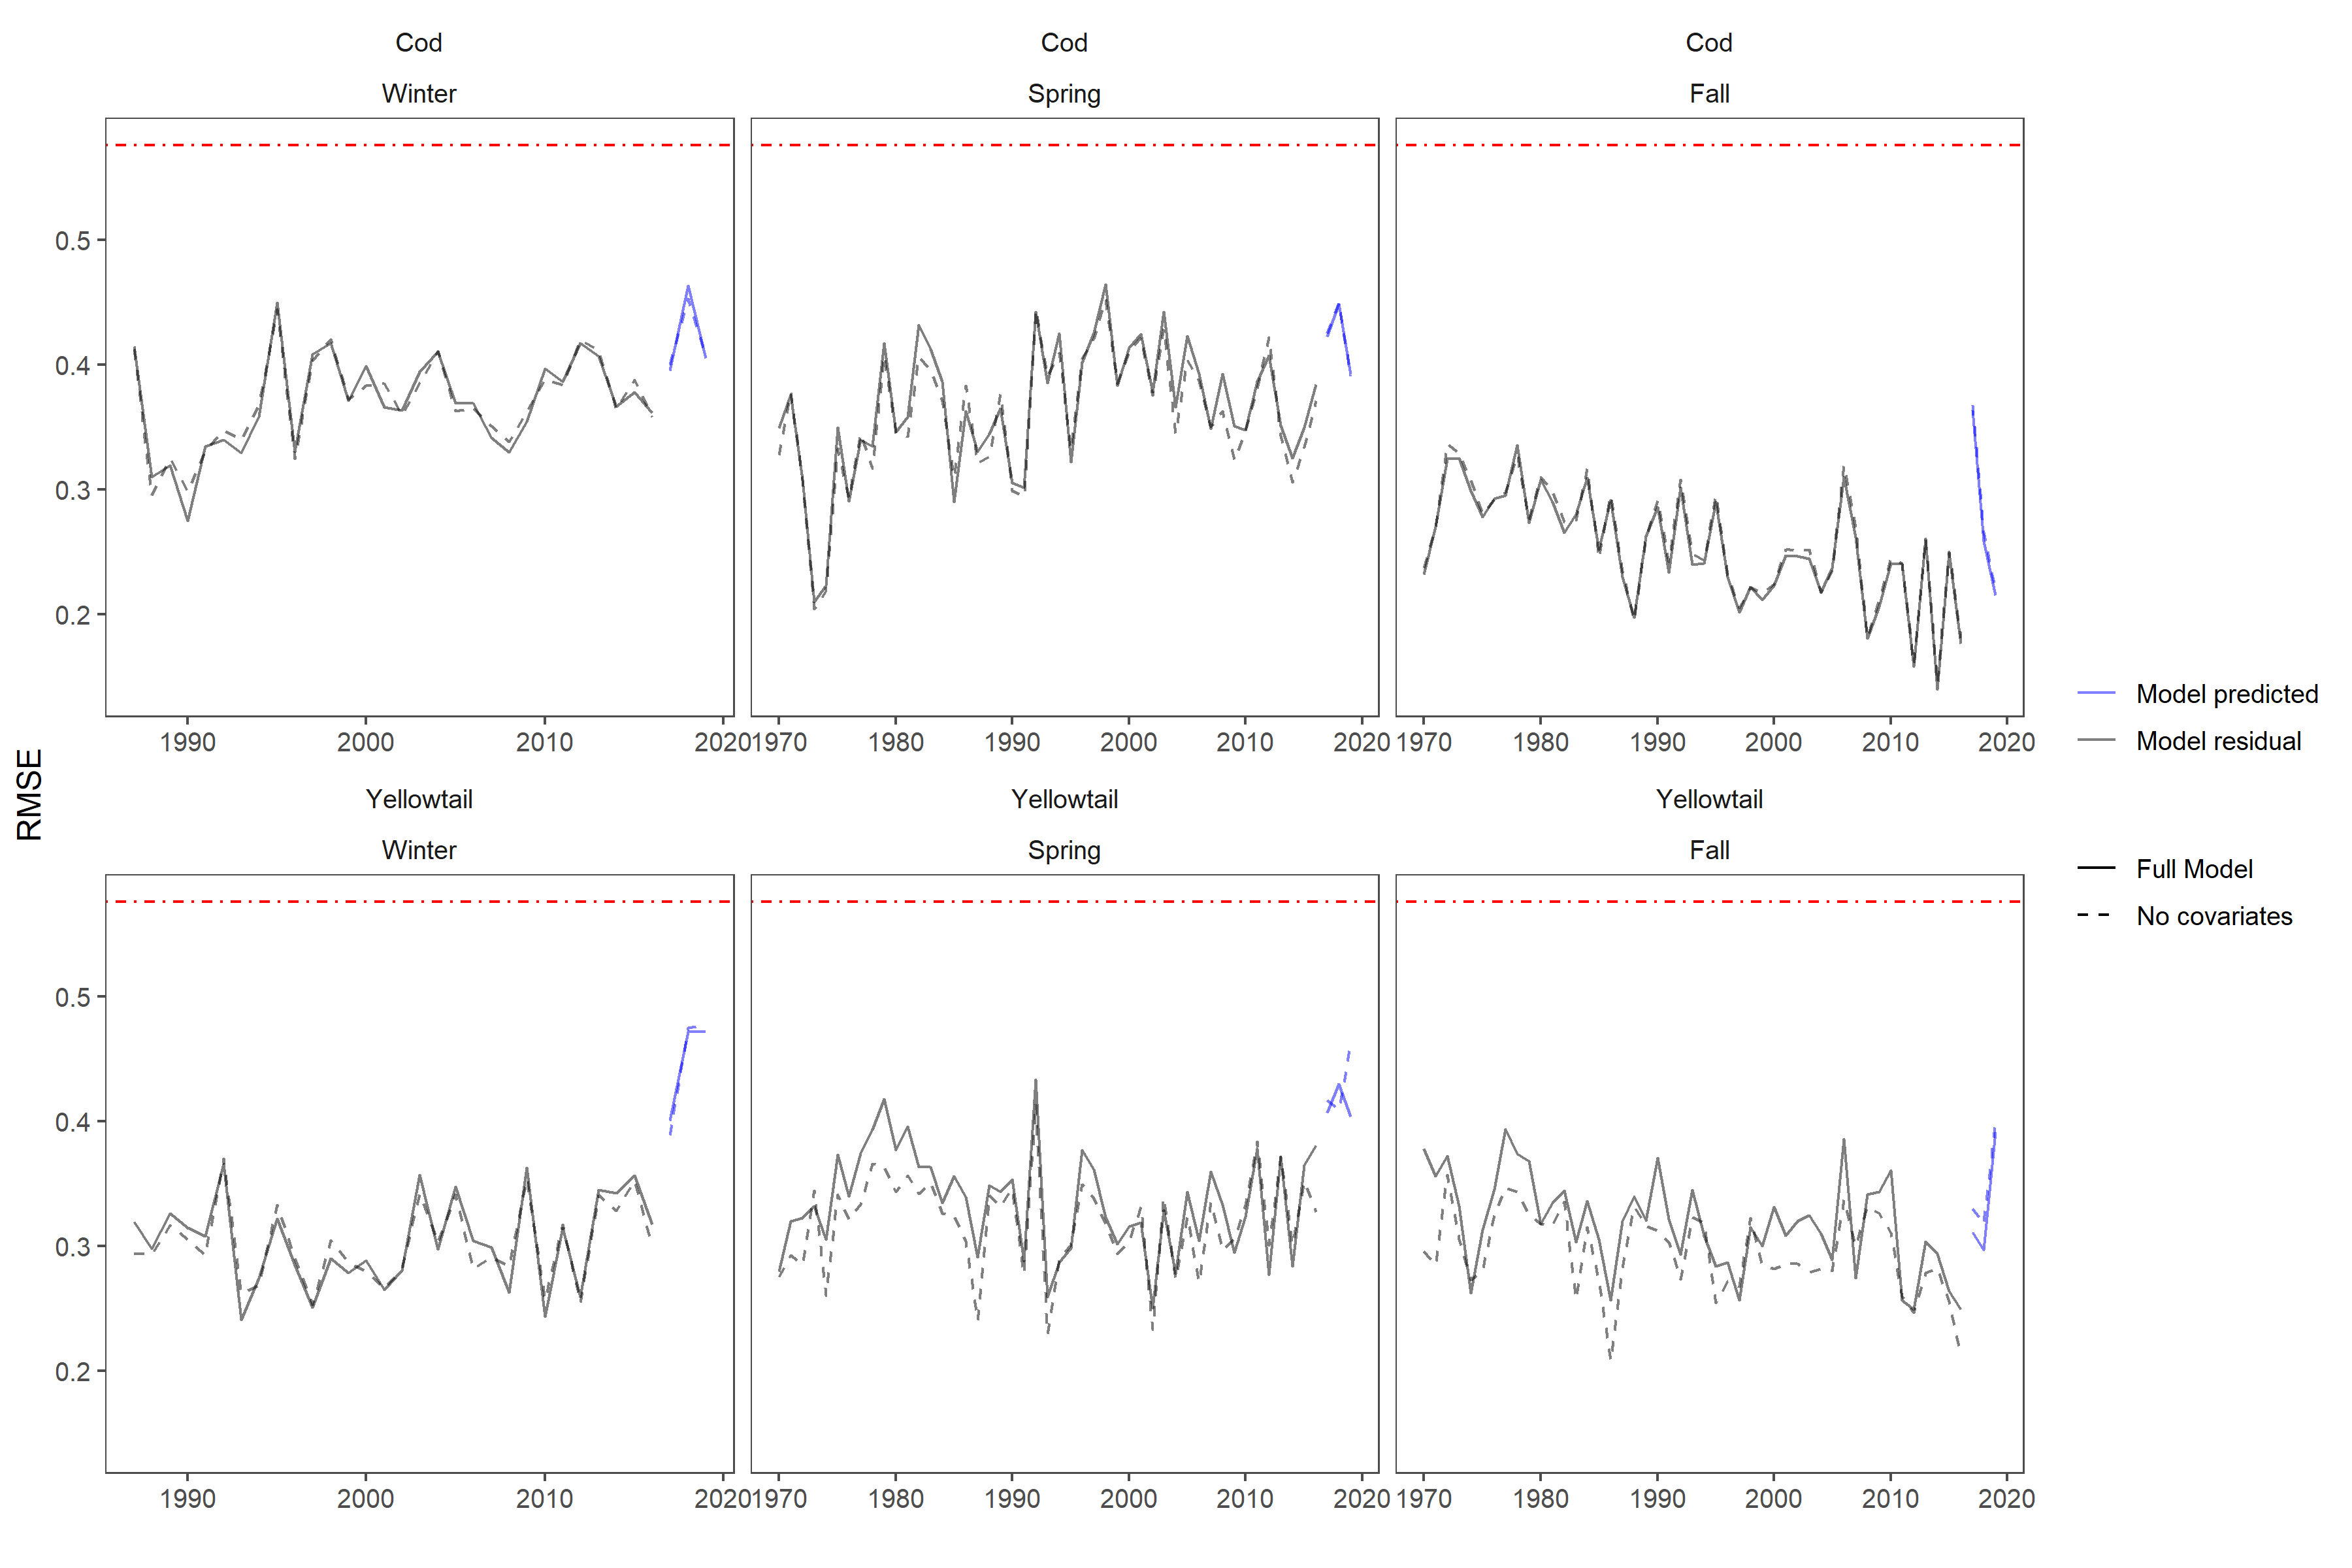 Cod
Winter
Cod
Spring
Cod
Fall
RMSE
0.5
0.4
0.3
0.2
1990 2000 2010 2020
1970 1980 1990 2000 2010 2020
1970 1980 1990 2000 2010 2020
Yellowtail
Winter
Yellowtail
Spring
Yellowtail
Fall
0.5
0.4
0.3
0.2
1990 2000 2010 2020
1970 1980 1990 2000 2010 2020
1970 1980 1990 2000 2010 2020
Model predicted
Model residual
Full Model
No covariates